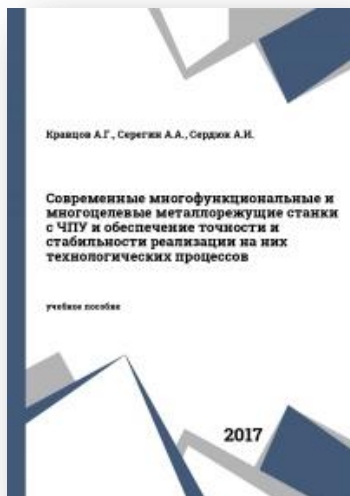 Кравцов А.Г., Серегин А.А., Сердюк А.И.
Современные многофункциональные и
многоцелевые металлорежущие станки
с ЧПУ и обеспечение точности и
стабильности реализации на них
технологических процессов
учебное пособие
2017